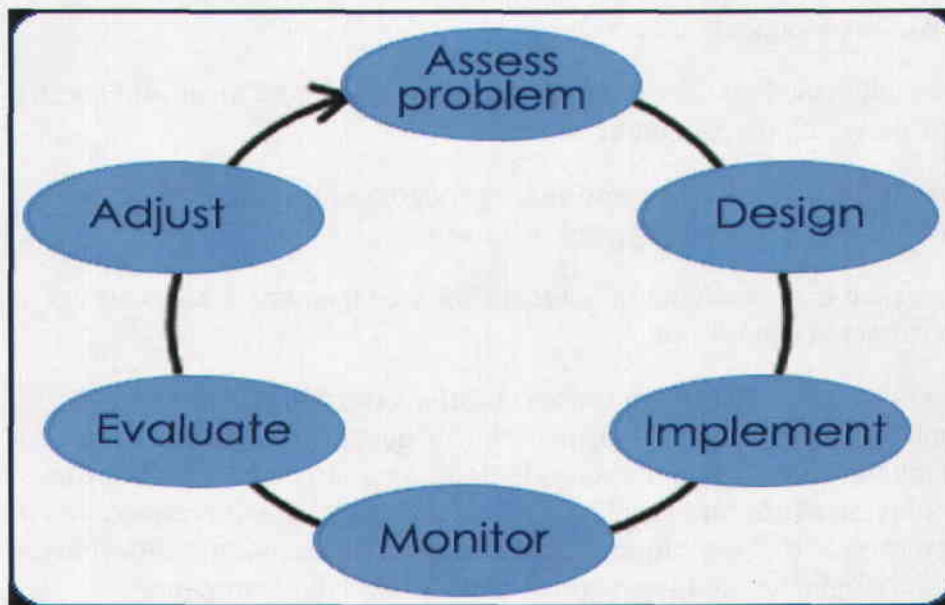 Assess
problem
Design
Implement
Monitor
Evaluate
Adjust